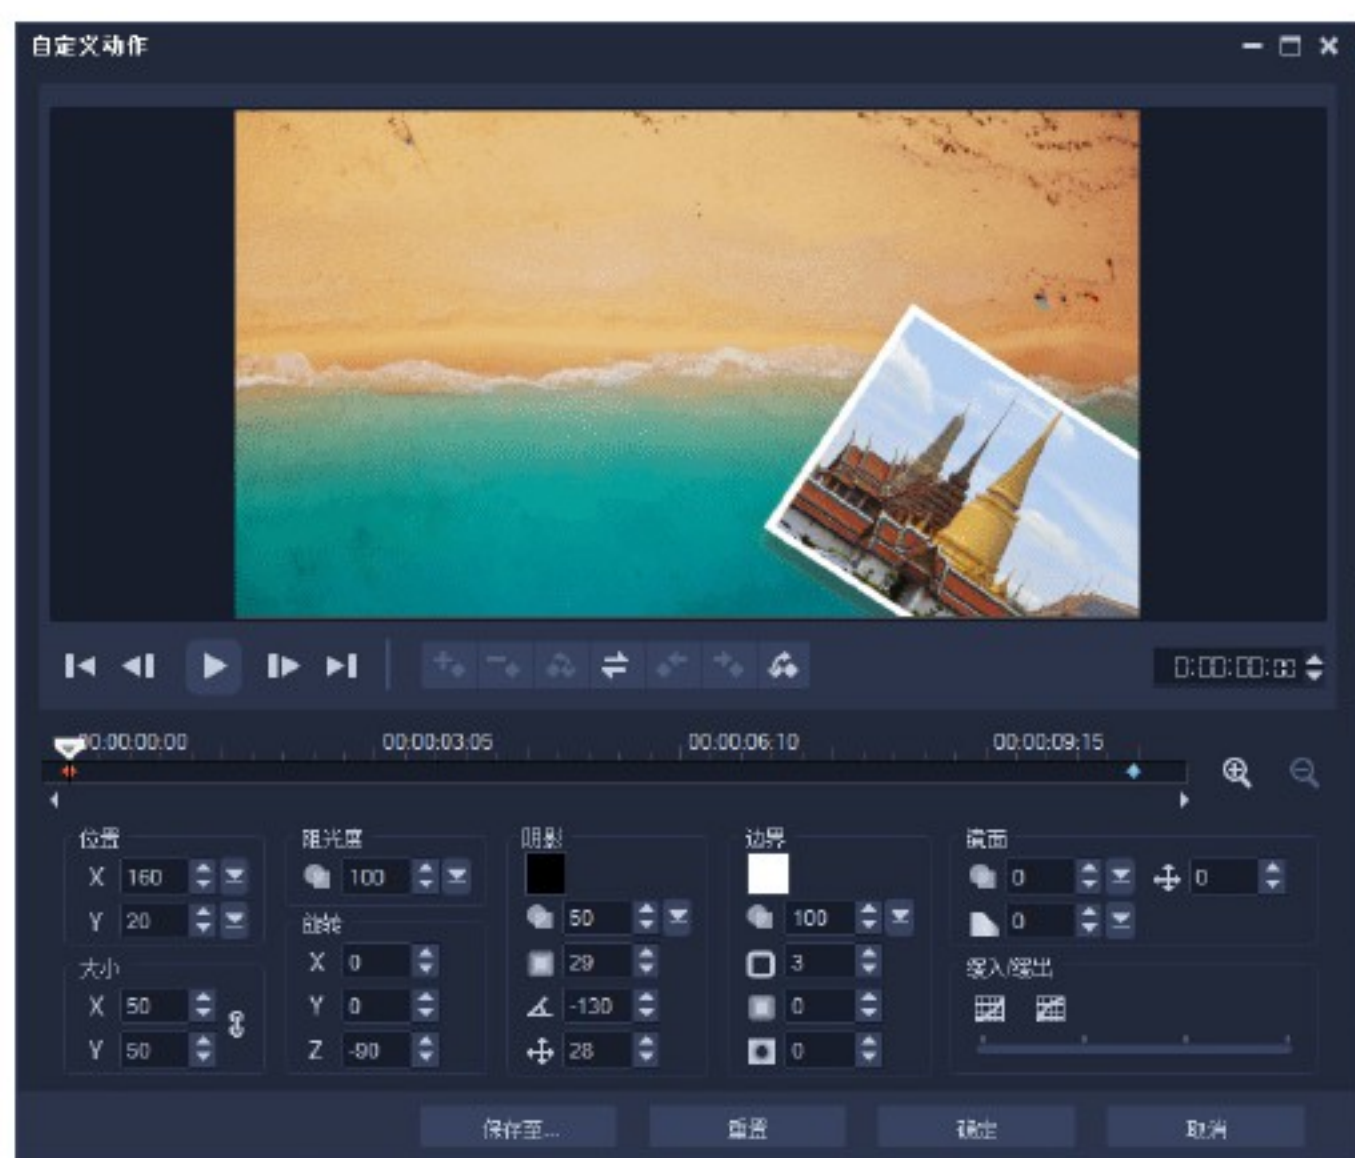 自定义动作
0:00:00:00
00:00:00:00 00:00:03:05 00:00:06:10 00:00:09:15
位置 阻光度 阴影 边界 镜面
X 160 100 0 0
Y 20 旋转 50 100 0
大小 X 0 29 3 缓入/缓出
X 50 Y 0 -130 0
Y 50 Z -90 28 0
保存至... 重置 确定 取消